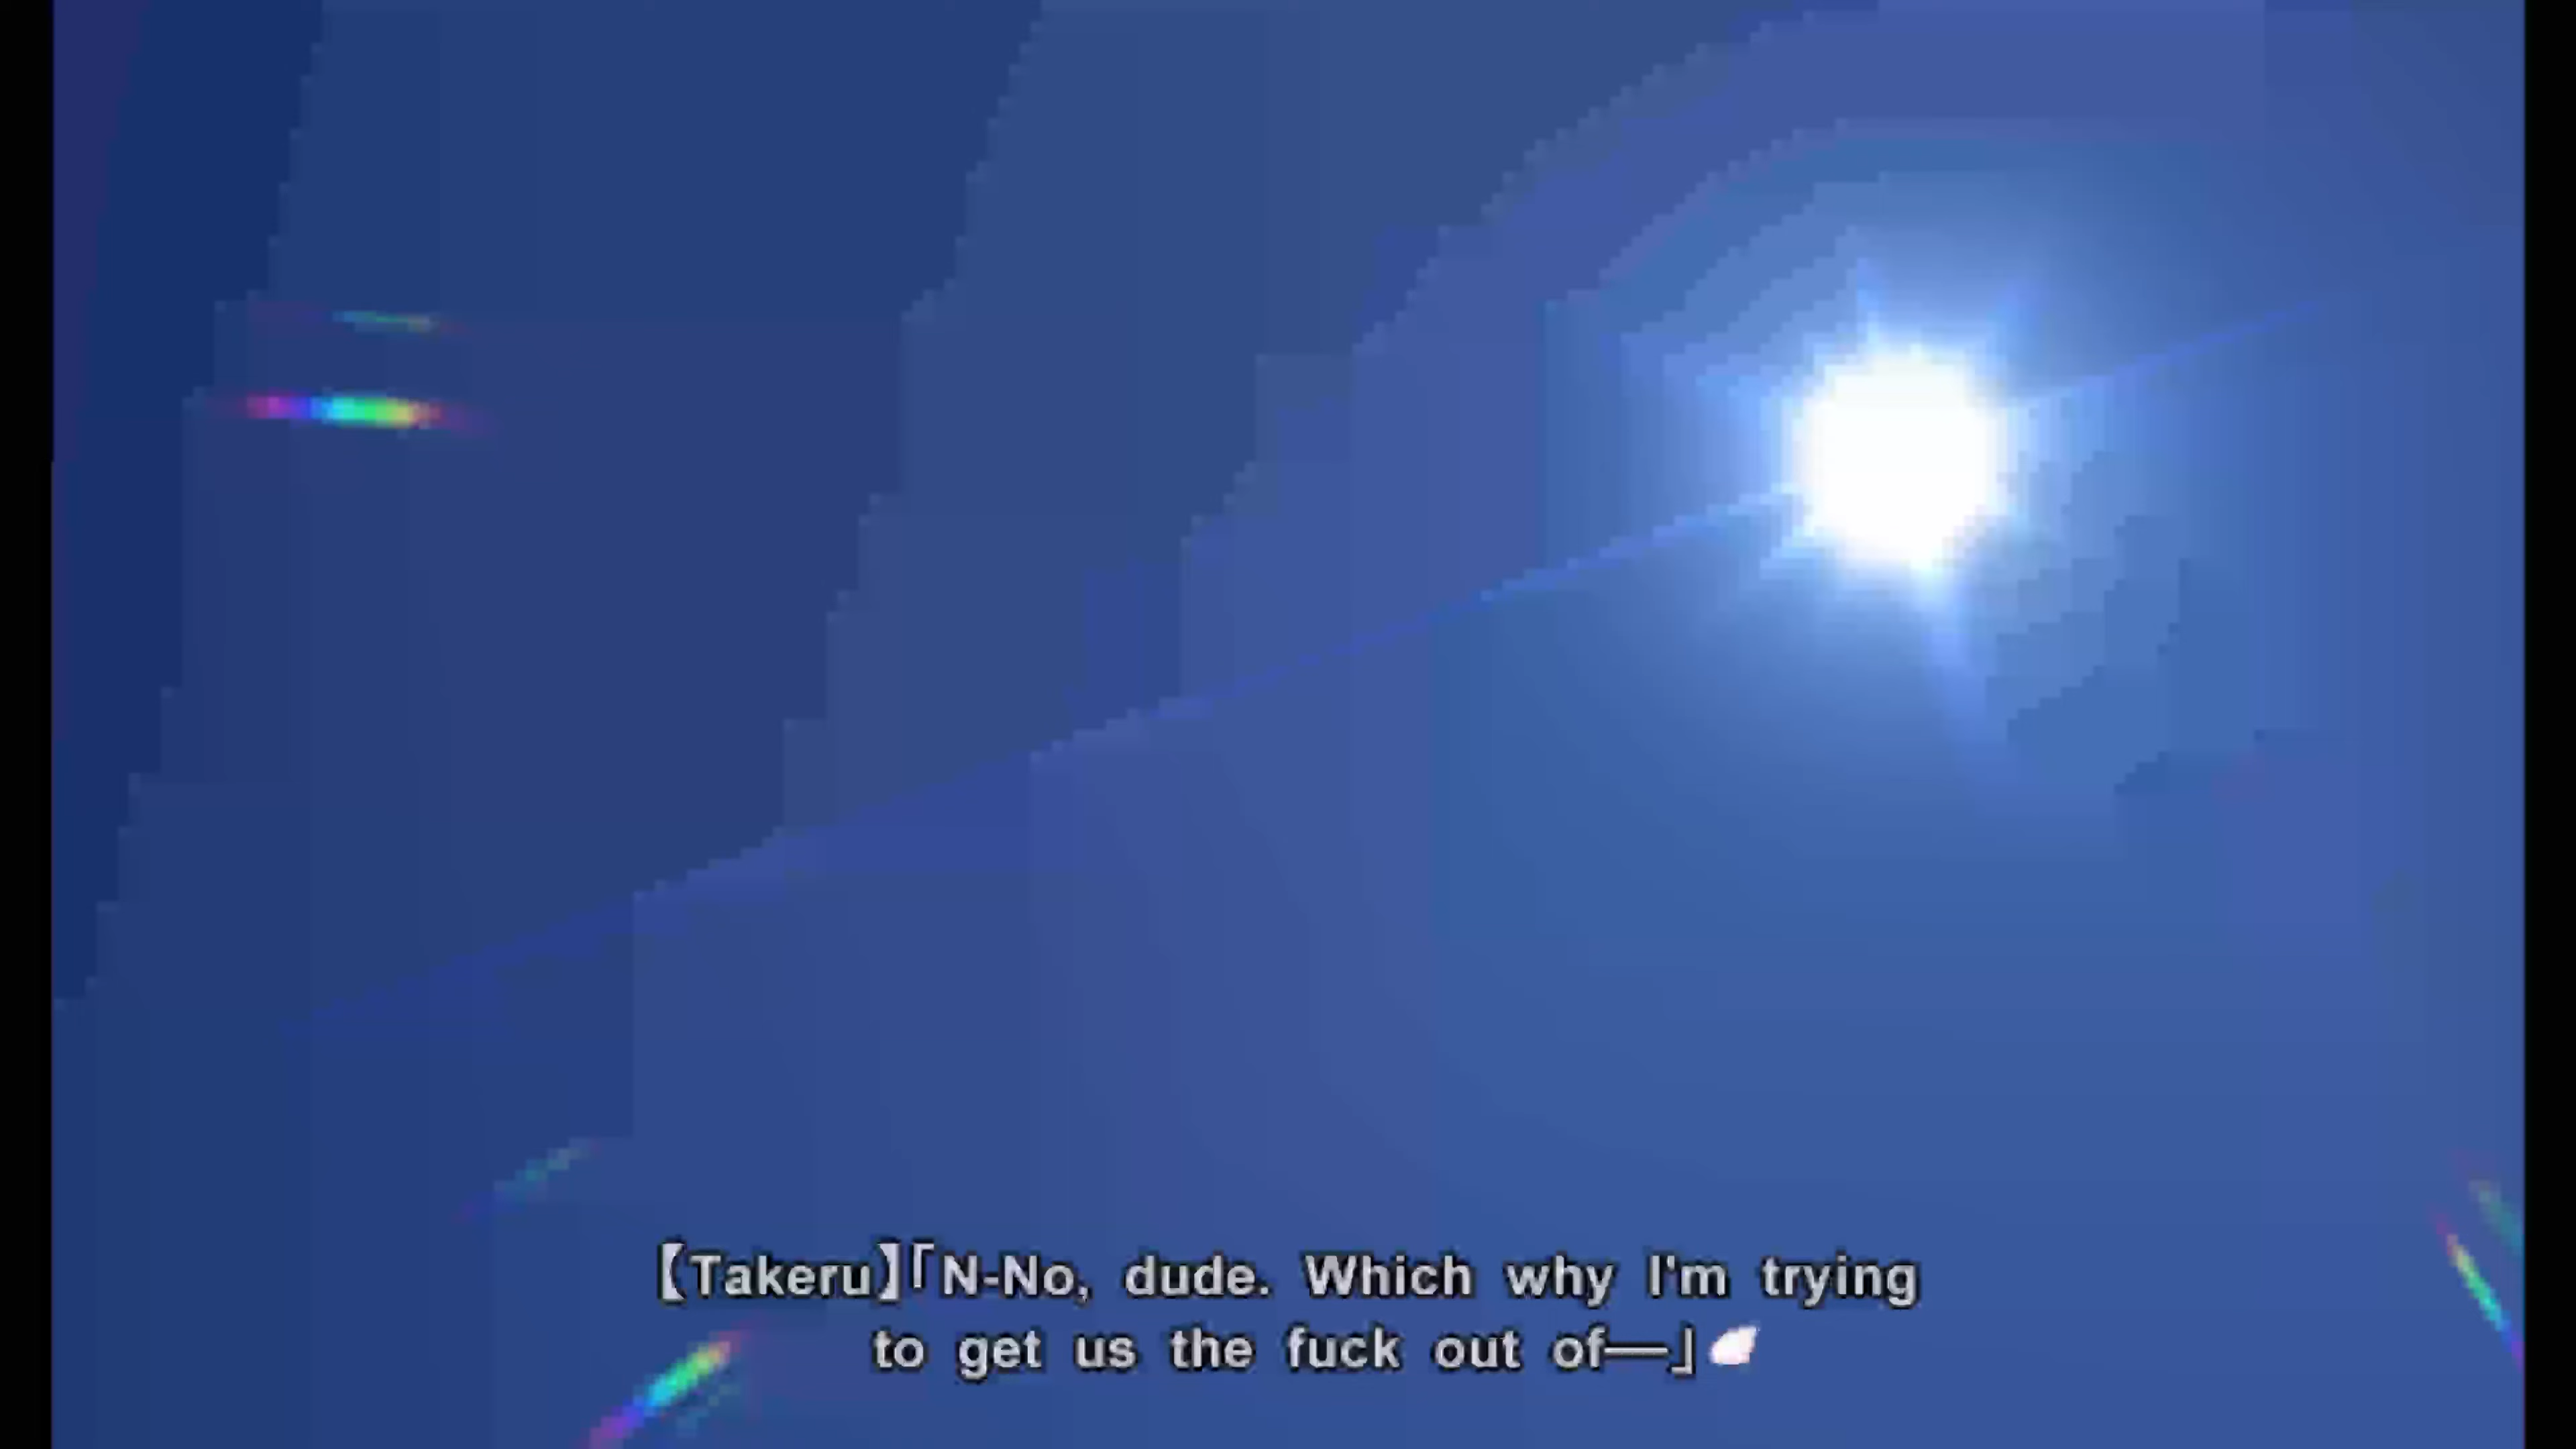 【Takeru】「N-No, dude. Which why I'm trying
to get us the fuck out of──」